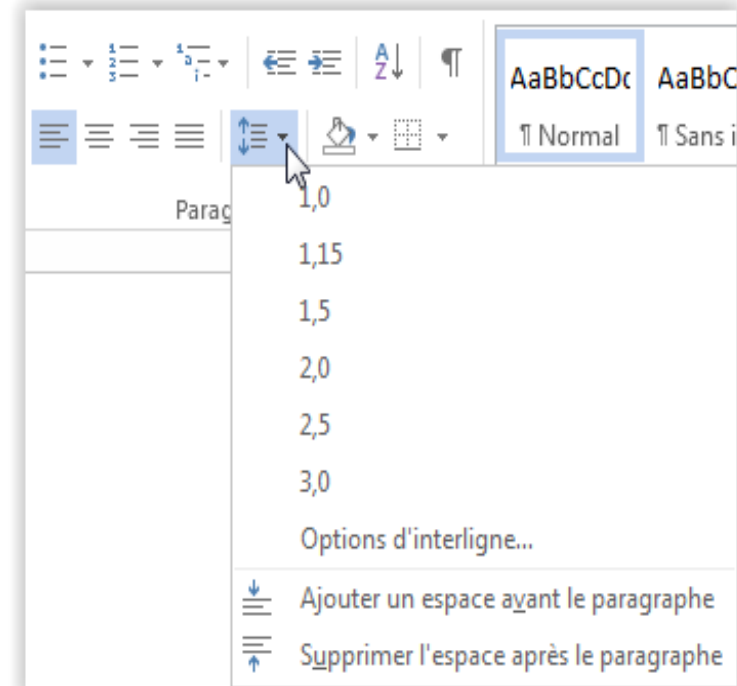 AaBbCcDc AaBbC
¶ Normal ¶ Sans i
Parag
1,0
1,15
1,5
2,0
2,5
3,0
Options d'interligne...
Ajouter un espace avant le paragraphe
Supprimer l'espace après le paragraphe